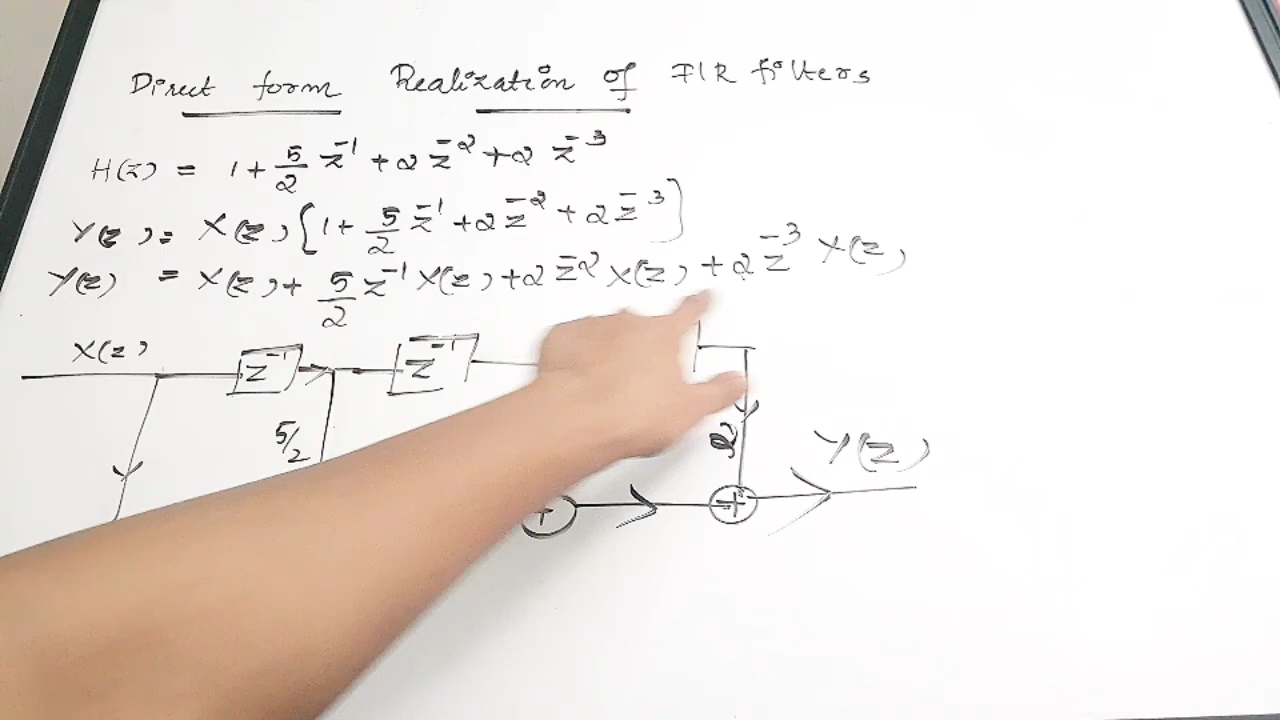 Direct form Realization of FIR filters
H(z) = 1 + 5/2 z⁻¹ + 2 z⁻² + 2 z⁻³
Y(z) = X(z) [1 + 5/2 z⁻¹ + 2 z⁻² + 2 z⁻³]
Y(z) = X(z) + 5/2 z⁻¹ X(z) + 2 z⁻² X(z) + 2 z⁻³ X(z)
X(z)
z⁻¹ z⁻¹
5/2 2 Y(z)
+ +